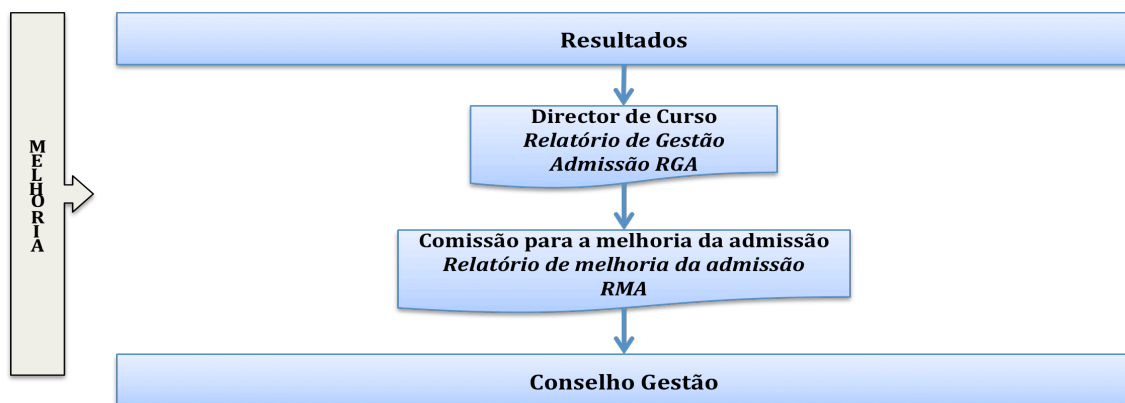 MELHORIA
Resultados
Director de Curso
Relatório de Gestão
Admissão RGA
Comissão para a melhoria da admissão
Relatório de melhoria da admissão
RMA
Conselho Gestão